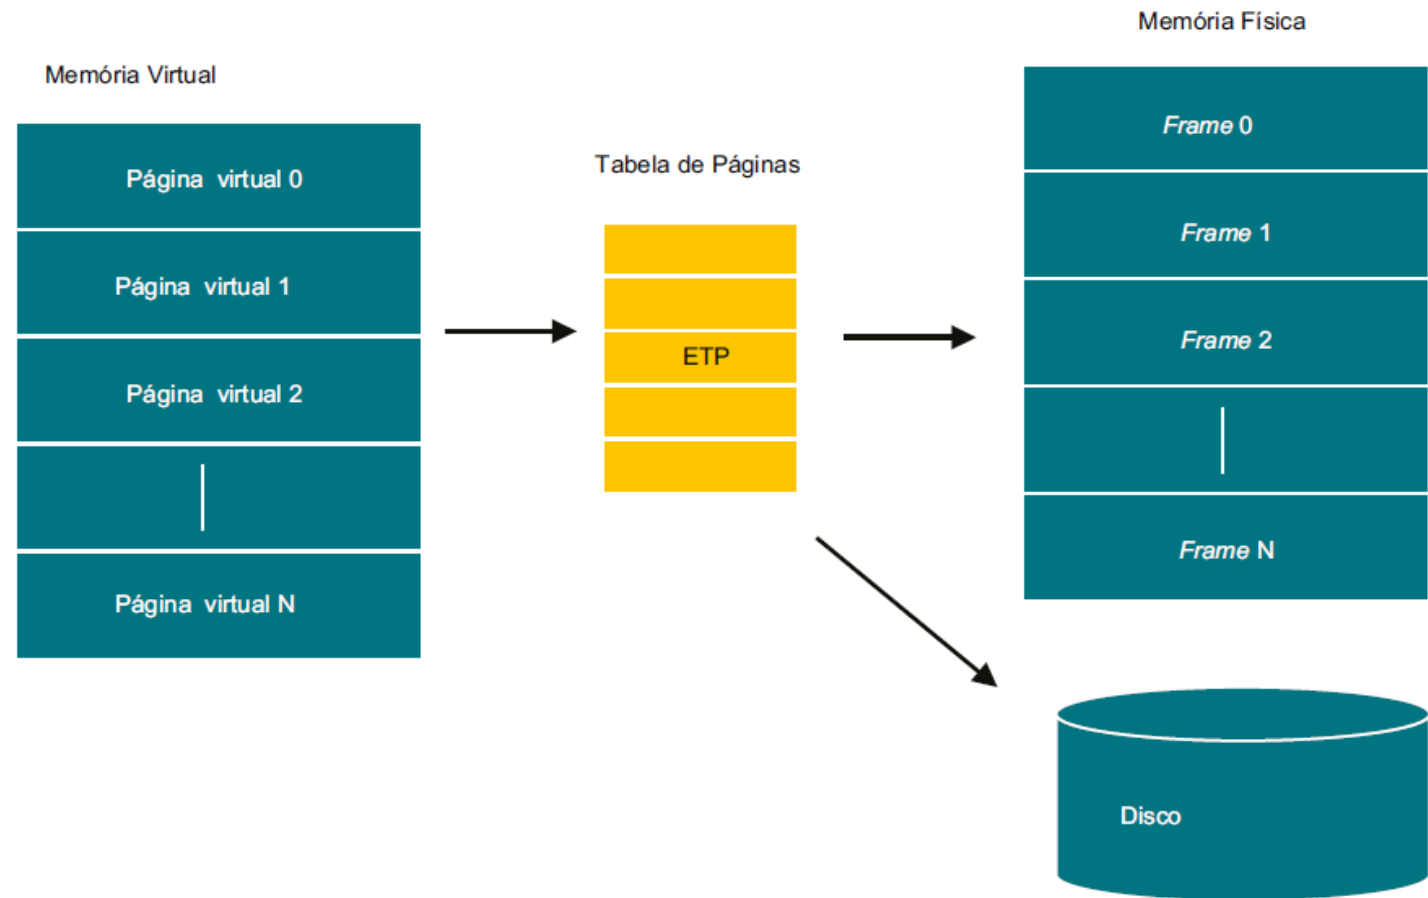 Memória Virtual
Página virtual 0
Página virtual 1
Página virtual 2
Página virtual N
Tabela de Páginas
ETP
Memória Física
Frame 0
Frame 1
Frame 2
Frame N
Disco